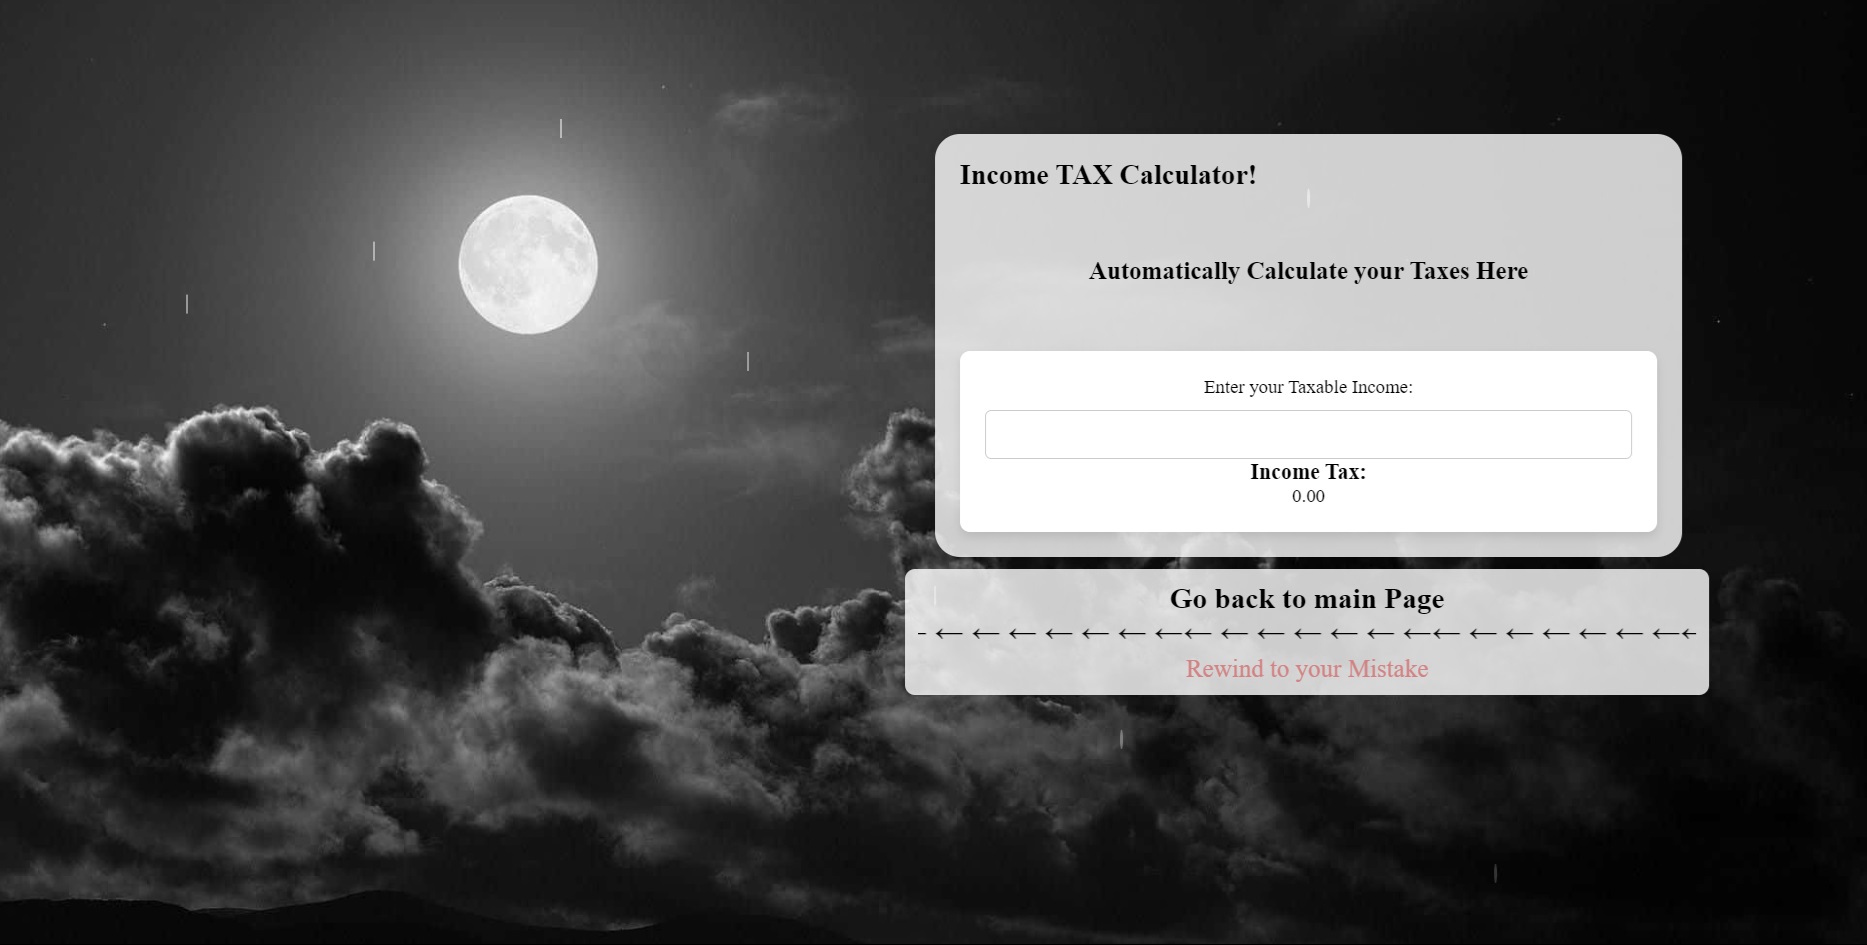 Income TAX Calculator!
Automatically Calculate your Taxes Here
Enter your Taxable Income:
Income Tax:
0.00
Go back to main Page
- ← ← ← ← ← ← ←← ← ← ← ← ← ←← ← ← ← ← ← ←←
Rewind to your Mistake